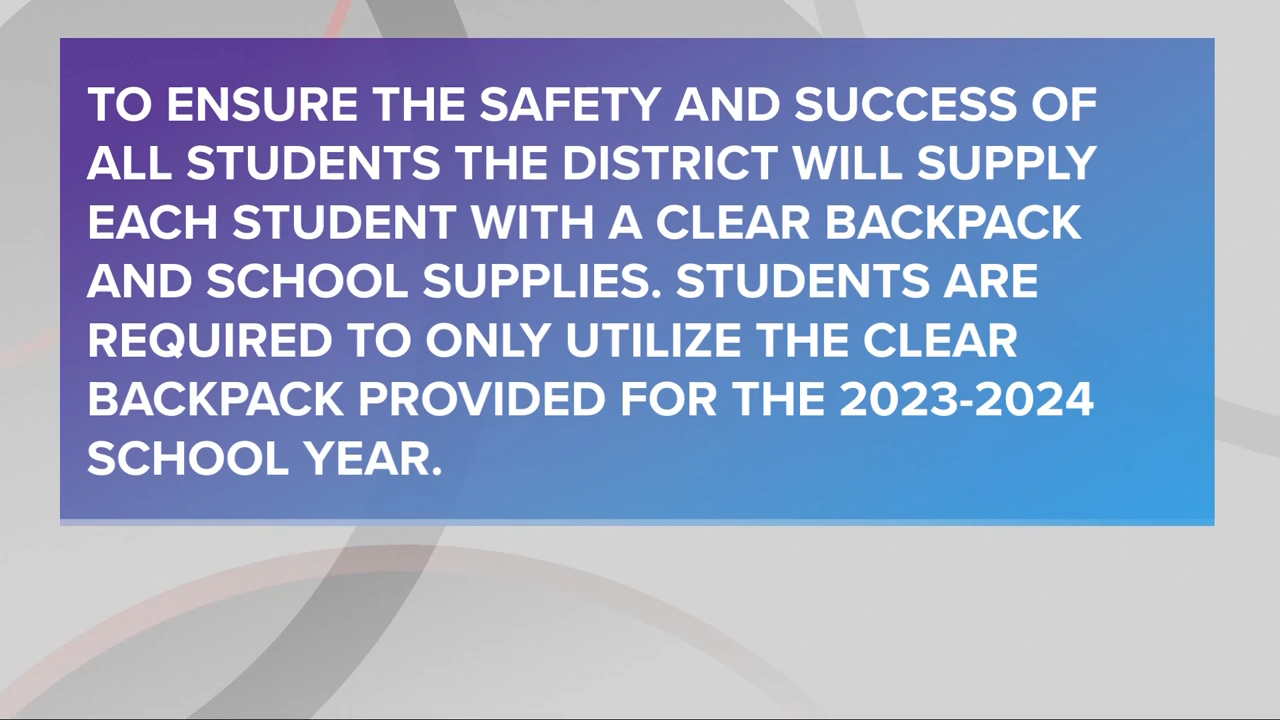 TO ENSURE THE SAFETY AND SUCCESS OF
ALL STUDENTS THE DISTRICT WILL SUPPLY
EACH STUDENT WITH A CLEAR BACKPACK
AND SCHOOL SUPPLIES. STUDENTS ARE
REQUIRED TO ONLY UTILIZE THE CLEAR
BACKPACK PROVIDED FOR THE 2023-2024
SCHOOL YEAR.